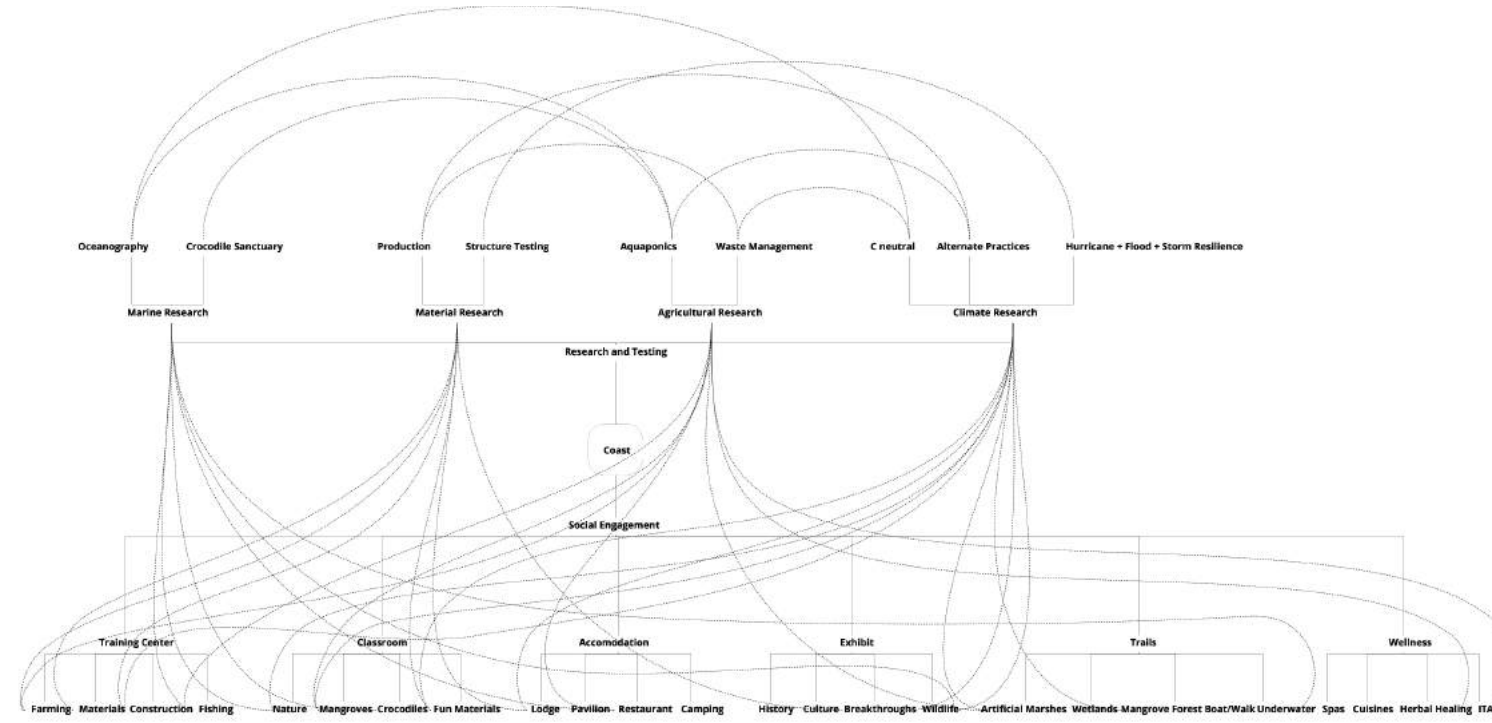 Oceanography Crocodile Sanctuary Production Structure Testing Aquaponics Waste Management C neutral Alternate Practices Hurricane + Flood + Storm Resilience
Marine Research Material Research Agricultural Research Climate Research
Research and Testing
Coast
Social Engagement
Training Center Classroom Accomodation Exhibit Trails Wellness
Farming Materials Construction Fishing Nature Mangroves Crocodiles Fun Materials Lodge Pavilion Restaurant Camping History Culture Breakthroughs Wildlife Artificial Marshes Wetlands Mangrove Forest Boat/Walk Underwater Spas Cuisines Herbal Healing ITA